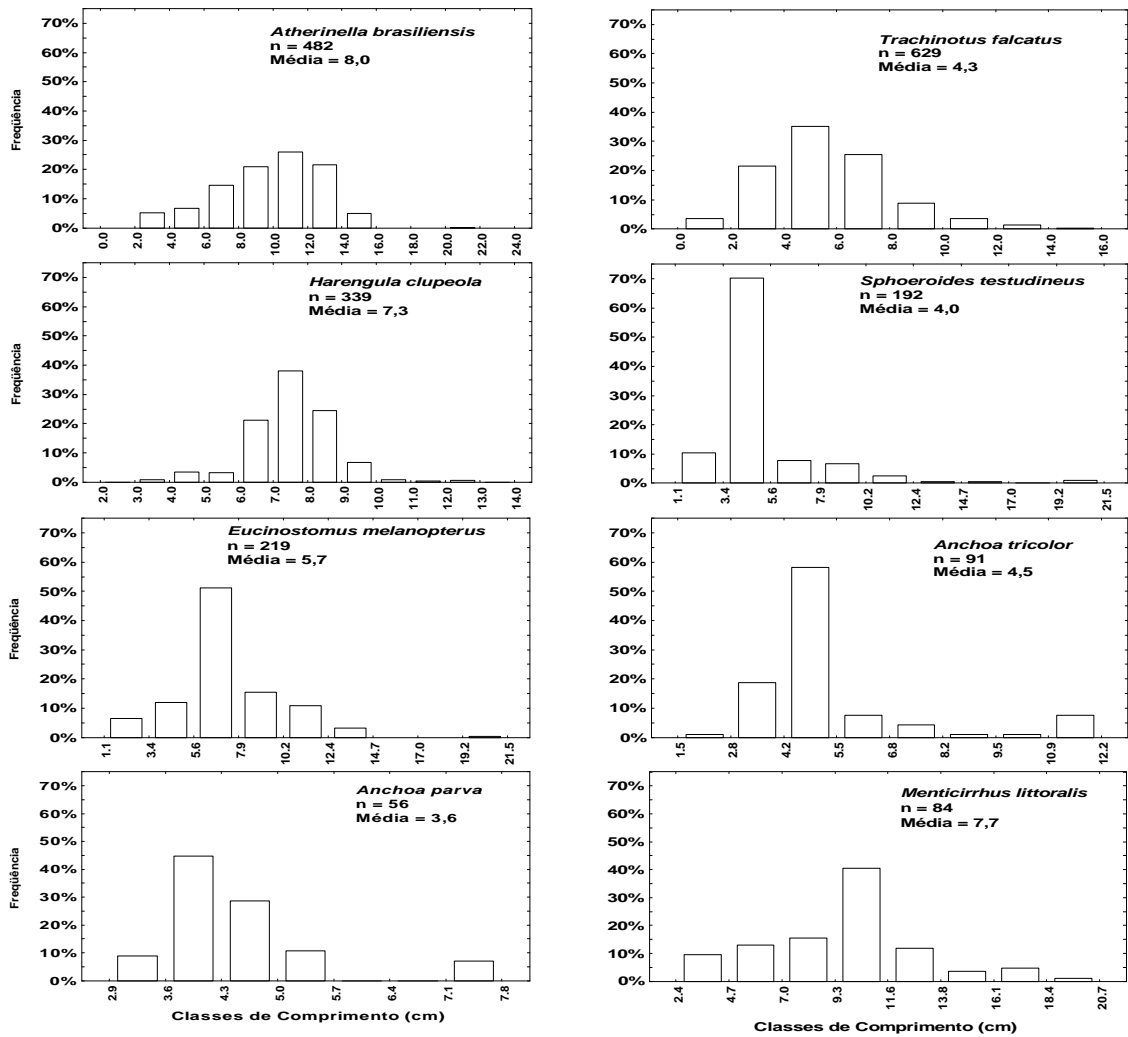 70%
60%
50%
40%
30%
20%
10%
0%
Freqüência
Atherinella brasiliensis
n = 482
Média = 8,0
0.0 2.0 4.0 6.0 8.0 10.0 12.0 14.0 16.0 18.0 20.0 22.0 24.0
70%
60%
50%
40%
30%
20%
10%
0%
Trachinotus falcatus
n = 629
Média = 4,3
0.0 2.0 4.0 6.0 8.0 10.0 12.0 14.0 16.0
70%
60%
50%
40%
30%
20%
10%
0%
Freqüência
Harengula clupeola
n = 339
Média = 7,3
2.0 3.0 4.0 5.0 6.0 7.0 8.0 9.0 10.0 11.0 12.0 13.0 14.0
70%
60%
50%
40%
30%
20%
10%
0%
Sphoeroides testudineus
n = 192
Média = 4,0
1.1 3.4 5.6 7.9 10.2 12.4 14.7 17.0 19.2 21.5
70%
60%
50%
40%
30%
20%
10%
0%
Freqüência
Eucinostomus melanopterus
n = 219
Média = 5,7
1.1 3.4 5.6 7.9 10.2 12.4 14.7 17.0 19.2 21.5
70%
60%
50%
40%
30%
20%
10%
0%
Anchoa tricolor
n = 91
Média = 4,5
1.5 2.8 4.2 5.5 6.8 8.2 9.5 10.9 12.2
70%
60%
50%
40%
30%
20%
10%
0%
Freqüência
Anchoa parva
n = 56
Média = 3,6
2.9 3.6 4.3 5.0 5.7 6.4 7.1 7.8
Classes de Comprimento (cm)
70%
60%
50%
40%
30%
20%
10%
0%
Menticirrhus littoralis
n = 84
Média = 7,7
2.4 4.7 7.0 9.3 11.6 13.8 16.1 18.4 20.7
Classes de Comprimento (cm)